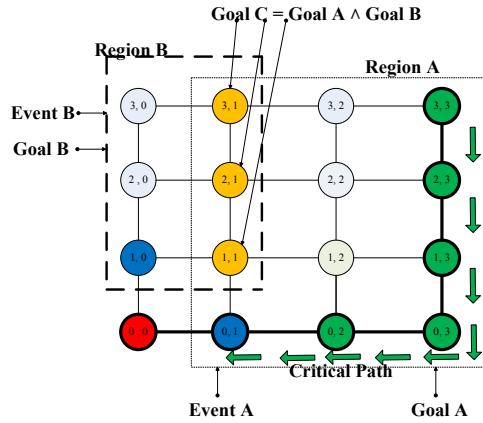 Goal C = Goal A ∧ Goal B
Region B
Region A
Event B
Goal B
3, 0
3, 1
3, 2
3, 3
2 , 0
2, 1
2, 2
2, 3
1, 0
1, 1
1, 2
1, 3
0 , 0
0, 1
0, 2
0, 3
Critical Path
Event A
Goal A